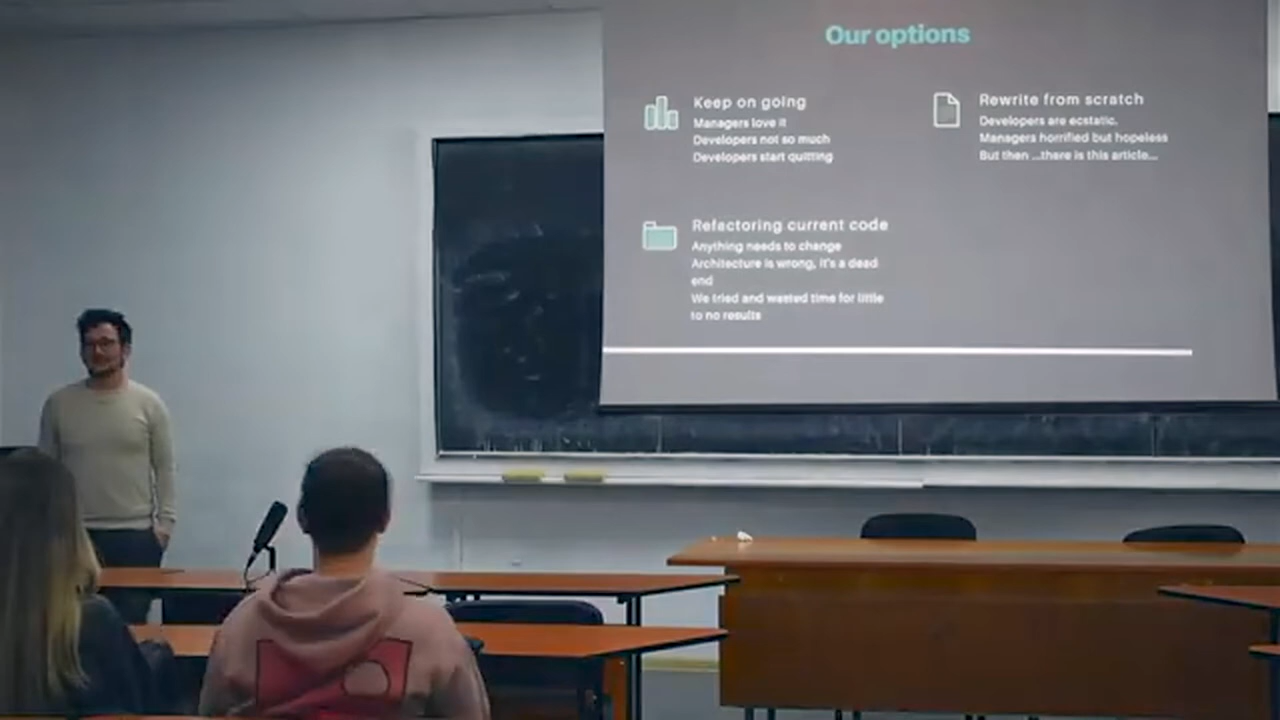 Our options
Keep on going
Managers love it
Developers not so much
Developers start quitting
Rewrite from scratch
Developers are ecstatic.
Managers horrified but hopeless
But then ...there is this article...
Refactoring current code
Anything needs to change
Architecture is wrong, it's a dead
end
We tried and wasted time for little
to no results